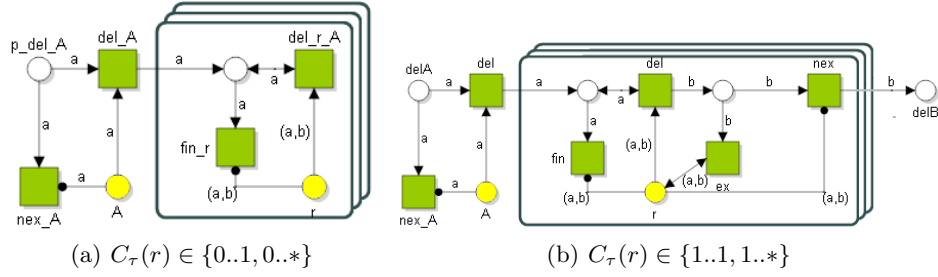 p_del_A
del_A
del_r_A
a
a
a
a
a
a
fin_r
(a,b)
(a,b)
a
nex_A
A
r
delA
del
del
nex
delB
a
a
a
b
b
b
a
a
a
(a,b)
b
fin
(a,b)
(a,b)
(a,b)
ex
a
nex_A
A
r
(a) Cτ(r) ∈ {0..1, 0..∗}
(b) Cτ(r) ∈ {1..1, 1..∗}